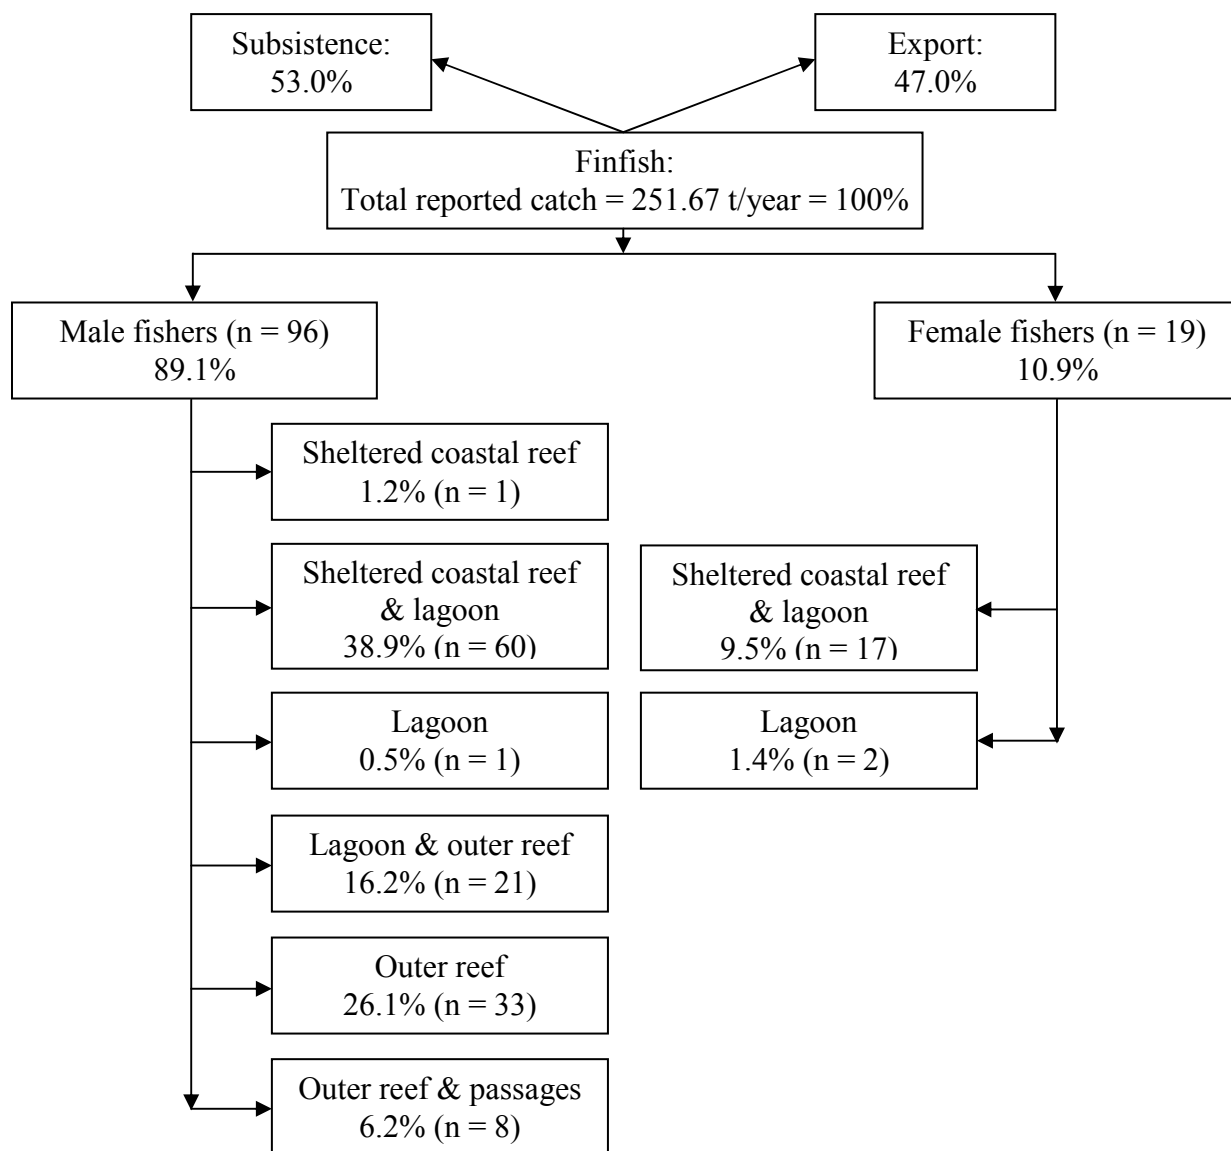 Subsistence:
53.0%
Export:
47.0%
Finfish:
Total reported catch = 251.67 t/year = 100%
Male fishers (n = 96)
89.1%
Female fishers (n = 19)
10.9%
Sheltered coastal reef
1.2% (n = 1)
Sheltered coastal reef
& lagoon
38.9% (n = 60)
Sheltered coastal reef
& lagoon
9.5% (n = 17)
Lagoon
0.5% (n = 1)
Lagoon
1.4% (n = 2)
Lagoon & outer reef
16.2% (n = 21)
Outer reef
26.1% (n = 33)
Outer reef & passages
6.2% (n = 8)